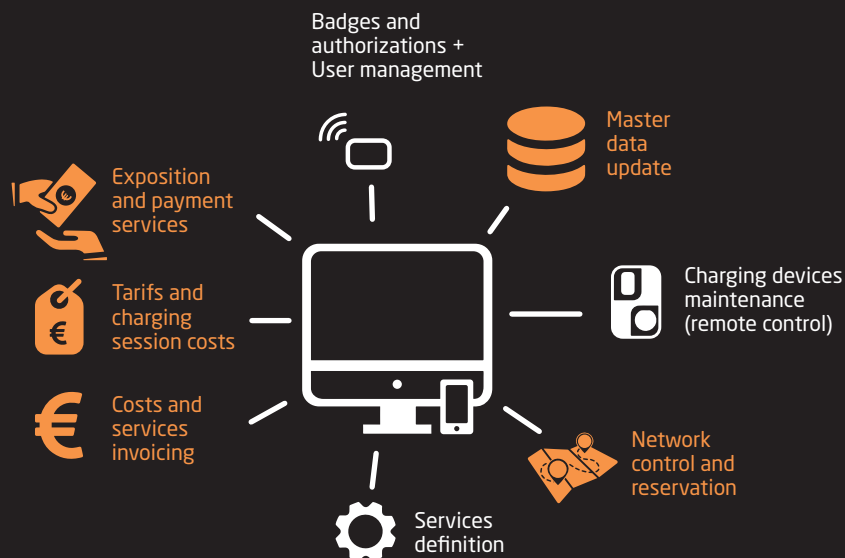 Badges and
authorizations +
User management
Master
data
update
Exposition
and payment
services
€
Charging devices
maintenance
(remote control)
Tarifs and
charging
session costs
€
Costs and
services
invoicing
€
Network
control and
reservation
Services
definition